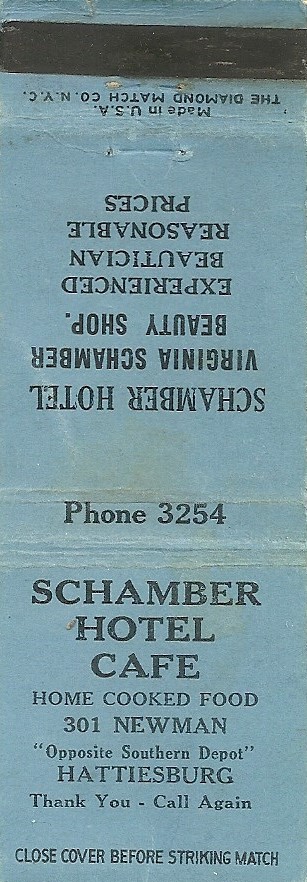 SCHAMBER HOTEL
VIRGINIA SCHAMBER
BEAUTY SHOP.
EXPERIENCED
BEAUTICIAN
REASONABLE
PRICES
Made in U.S.A.
THE DIAMOND MATCH CO. N.Y.C.
Phone 3254
SCHAMBER
HOTEL
CAFE
HOME COOKED FOOD
301 NEWMAN
"Opposite Southern Depot"
HATTIESBURG
Thank You - Call Again
CLOSE COVER BEFORE STRIKING MATCH